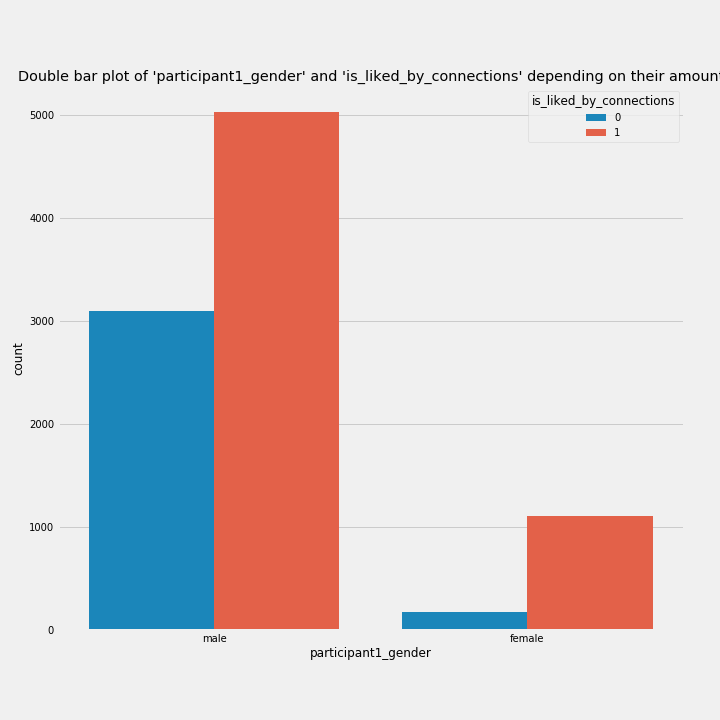 Double bar plot of 'participant1_gender' and 'is_liked_by_connections' depending on their amount
is_liked_by_connections
0
1
5000
4000
3000
2000
1000
0
count
male female
participant1_gender